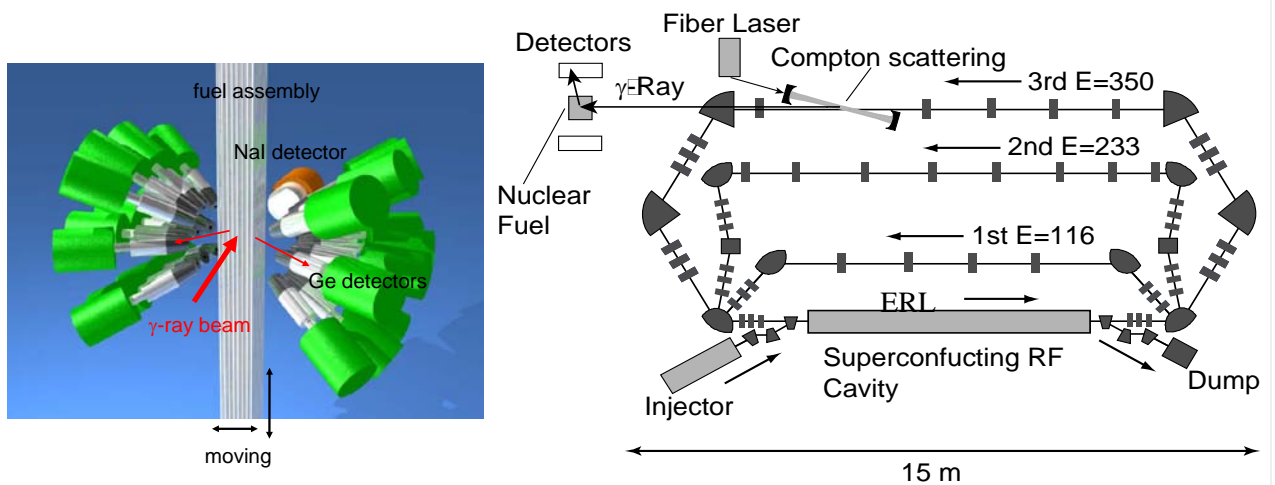 fuel assembly
NaI detector
Ge detectors
γ-ray beam
moving
Fiber Laser
Detectors
Compton scattering
γ-Ray
3rd E=350
2nd E=233
Nuclear
Fuel
1st E=116
ERL
Superconfucting RF
Cavity
Injector
Dump
15 m